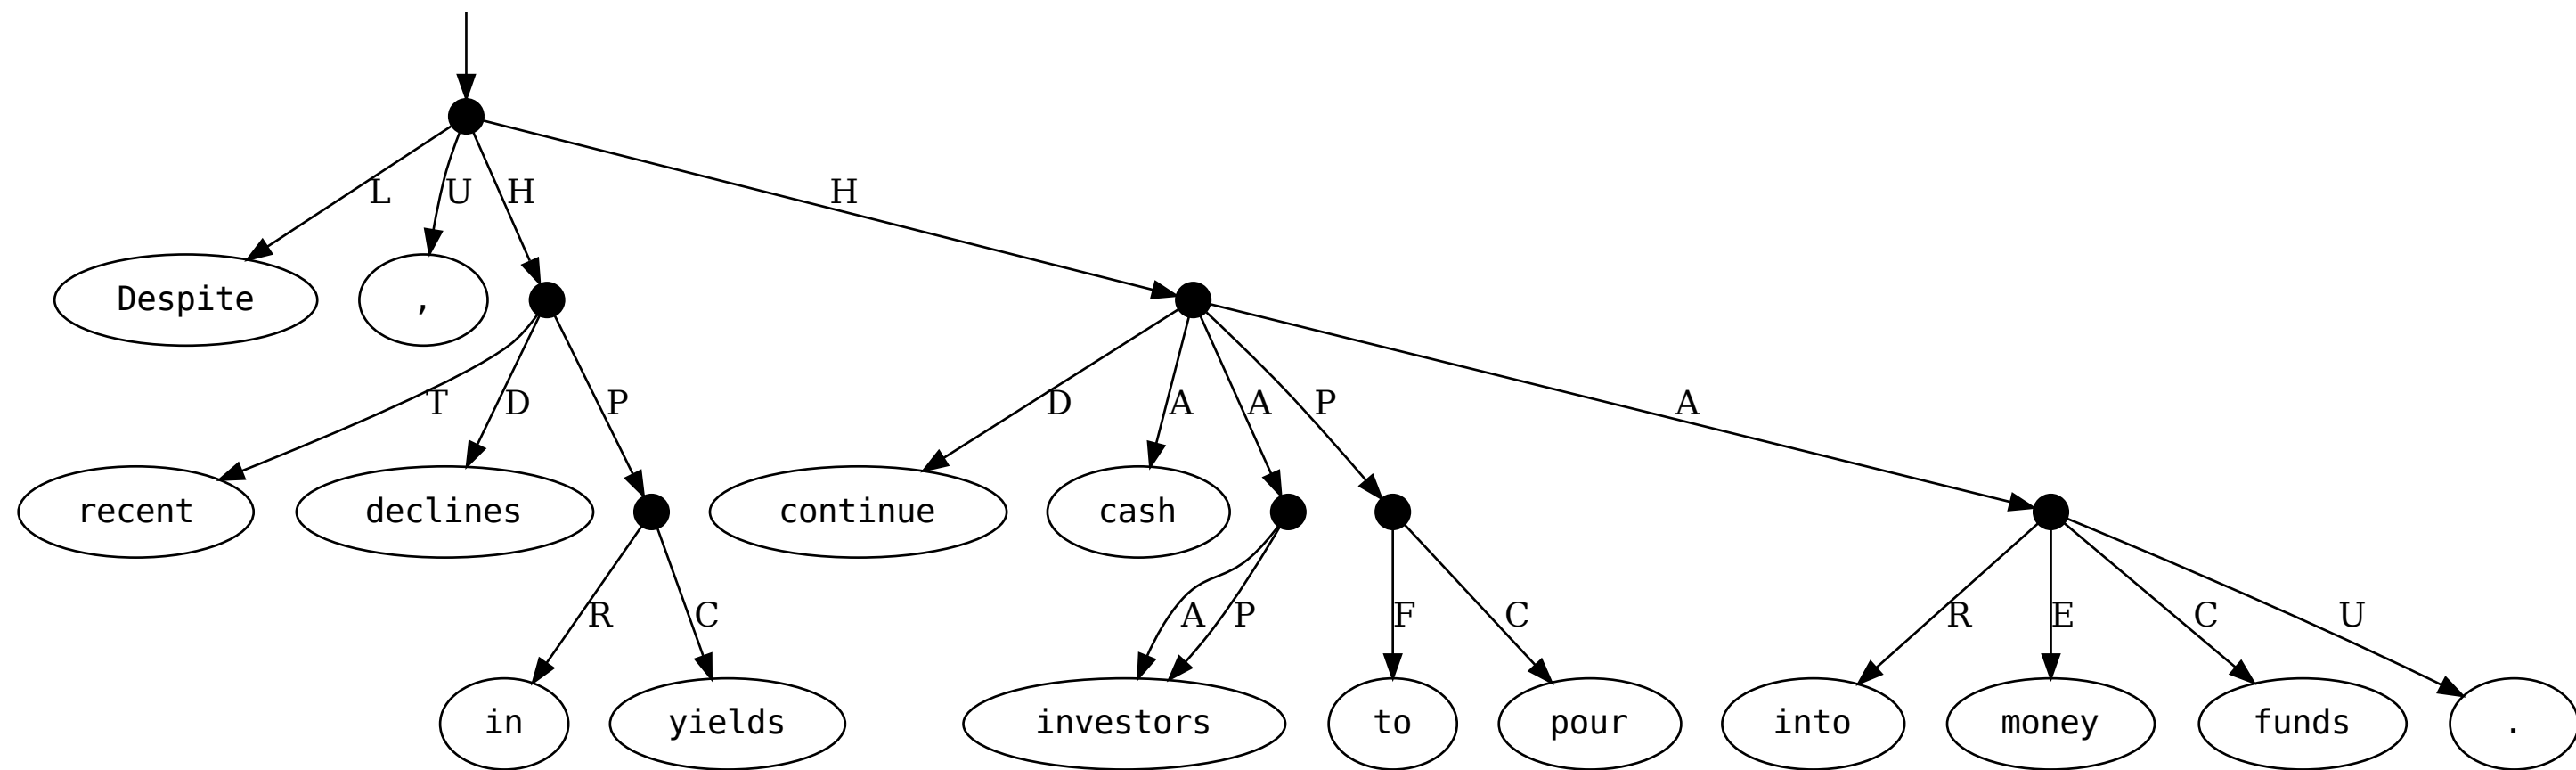 L U H H
Despite ,
T D P D A A P A
recent declines continue cash
R C A P F C R E C U
in yields investors to pour into money funds .